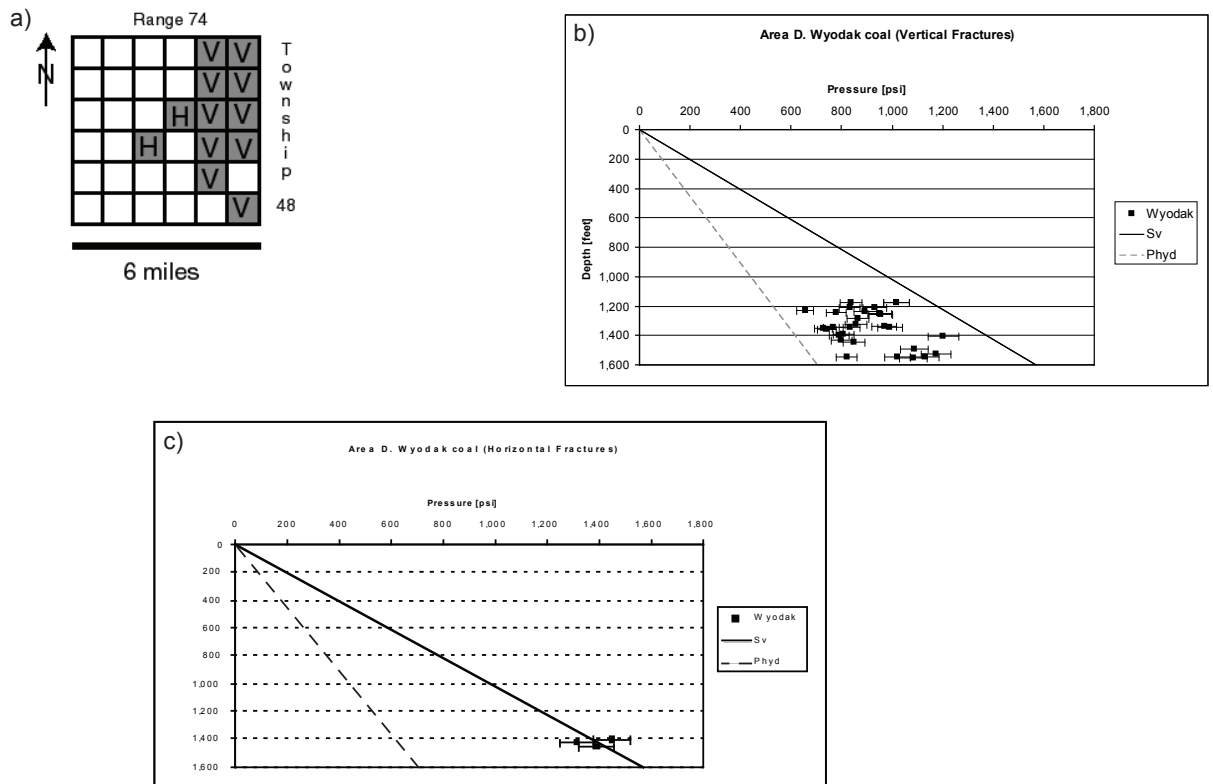 a)
Range 74
N
V V
V V
H V V
H V V
V
V
Township
48
6 miles
b)
Area D. Wyodak coal (Vertical Fractures)
Pressure [psi]
0 200 400 600 800 1,000 1,200 1,400 1,600 1,800
Depth [feet]
0
200
400
600
800
1,000
1,200
1,400
1,600
Wyodak
Sv
Phyd
c)
Area D. Wyodak coal (Horizontal Fractures)
Pressure [psi]
0 200 400 600 800 1,000 1,200 1,400 1,600 1,800
0
200
400
600
800
1,000
1,200
1,400
1,600
Wyodak
Sv
Phyd